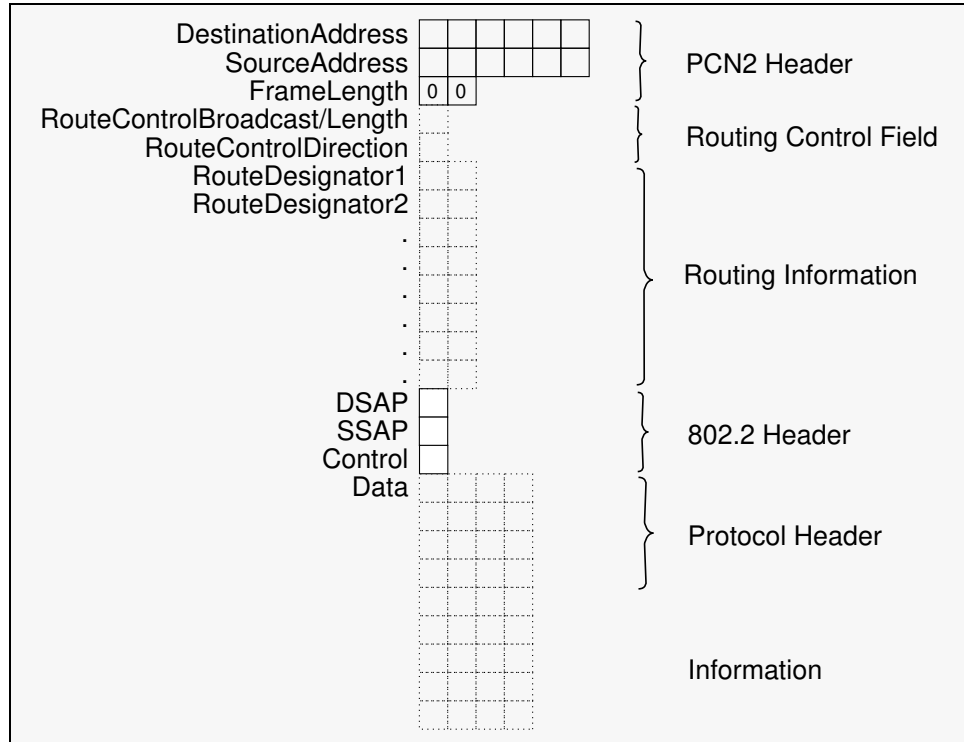 DestinationAddress
SourceAddress
PCN2 Header
FrameLength 0 0
RouteControlBroadcast/Length
Routing Control Field
RouteControlDirection
RouteDesignator1
RouteDesignator2
.
.
Routing Information
.
.
.
.
DSAP
SSAP
802.2 Header
Control
Data
Protocol Header
Information